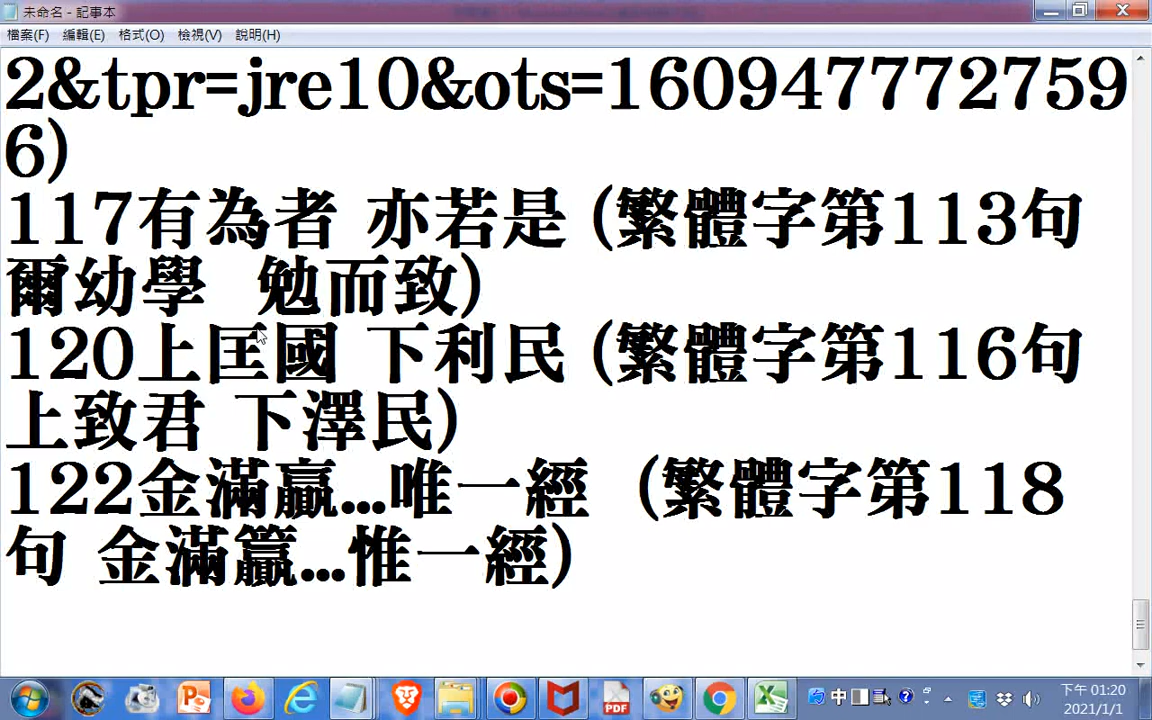 未命名 - 記事本
檔案(F) 編輯(E) 格式(O) 檢視(V) 說明(H)
2&tpr=jre10&ots=160947772759
6)
117有為者 亦若是 (繁體字第113句
爾幼學 勉而致)
120上匡國 下利民 (繁體字第116句
上致君 下澤民)
122金滿贏...唯一經 (繁體字第118
句 金滿籯...惟一經)
中
下午 01:20
2021/1/1